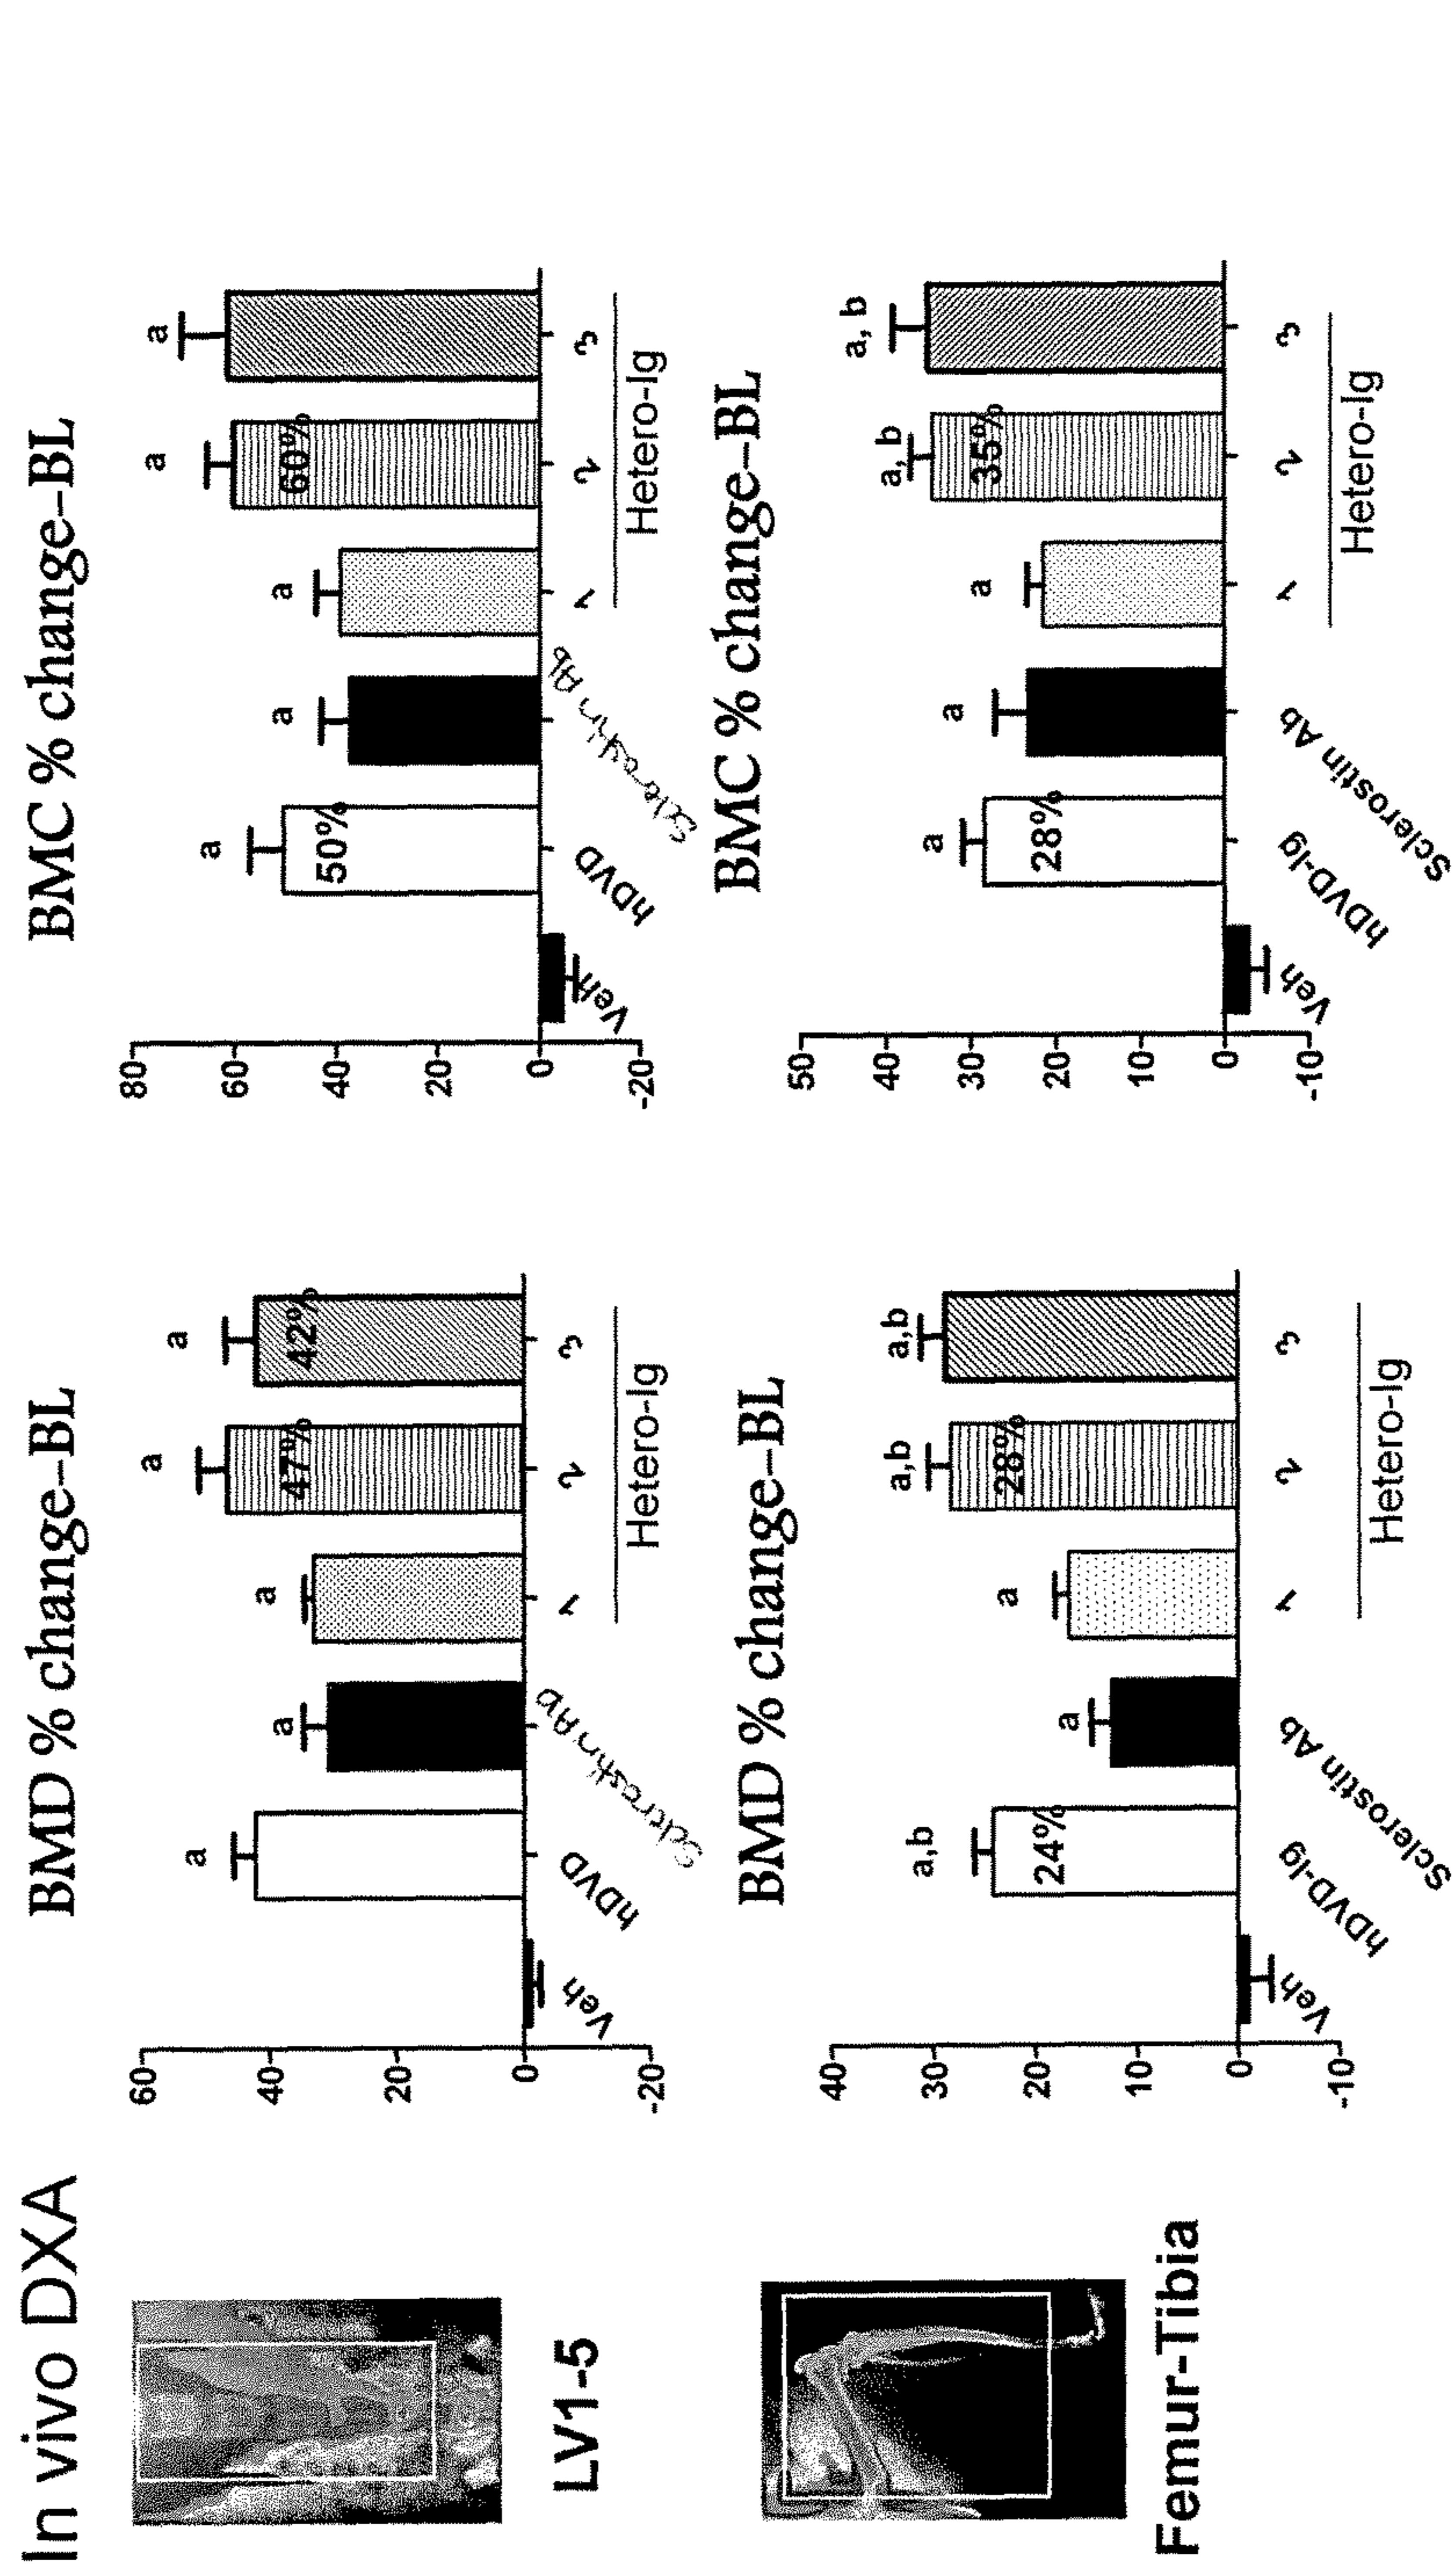 In vivo DXA
LV1-5
BMD % change–BL
60
40
20
0
-20
a
a
a
a
a
47%
42%
Veh
hDVD
Sclerostin Ab
1
2
3
Hetero-Ig
BMC % change–BL
80
60
40
20
0
-20
a
a
a
a
a
50%
60%
Veh
hDVD
Sclerostin Ab
1
2
3
Hetero-Ig
Femur-Tibia
BMD % change–BL
40
30
20
10
0
-10
a,b
a
a
a,b
a,b
24%
28%
Veh
hDVD-Ig
Sclerostin Ab
1
2
3
Hetero-Ig
BMC % change–BL
50
40
30
20
10
0
-10
a
a
a
a,b
a, b
28%
35%
Veh
hDVD-Ig
Sclerostin Ab
1
2
3
Hetero-Ig